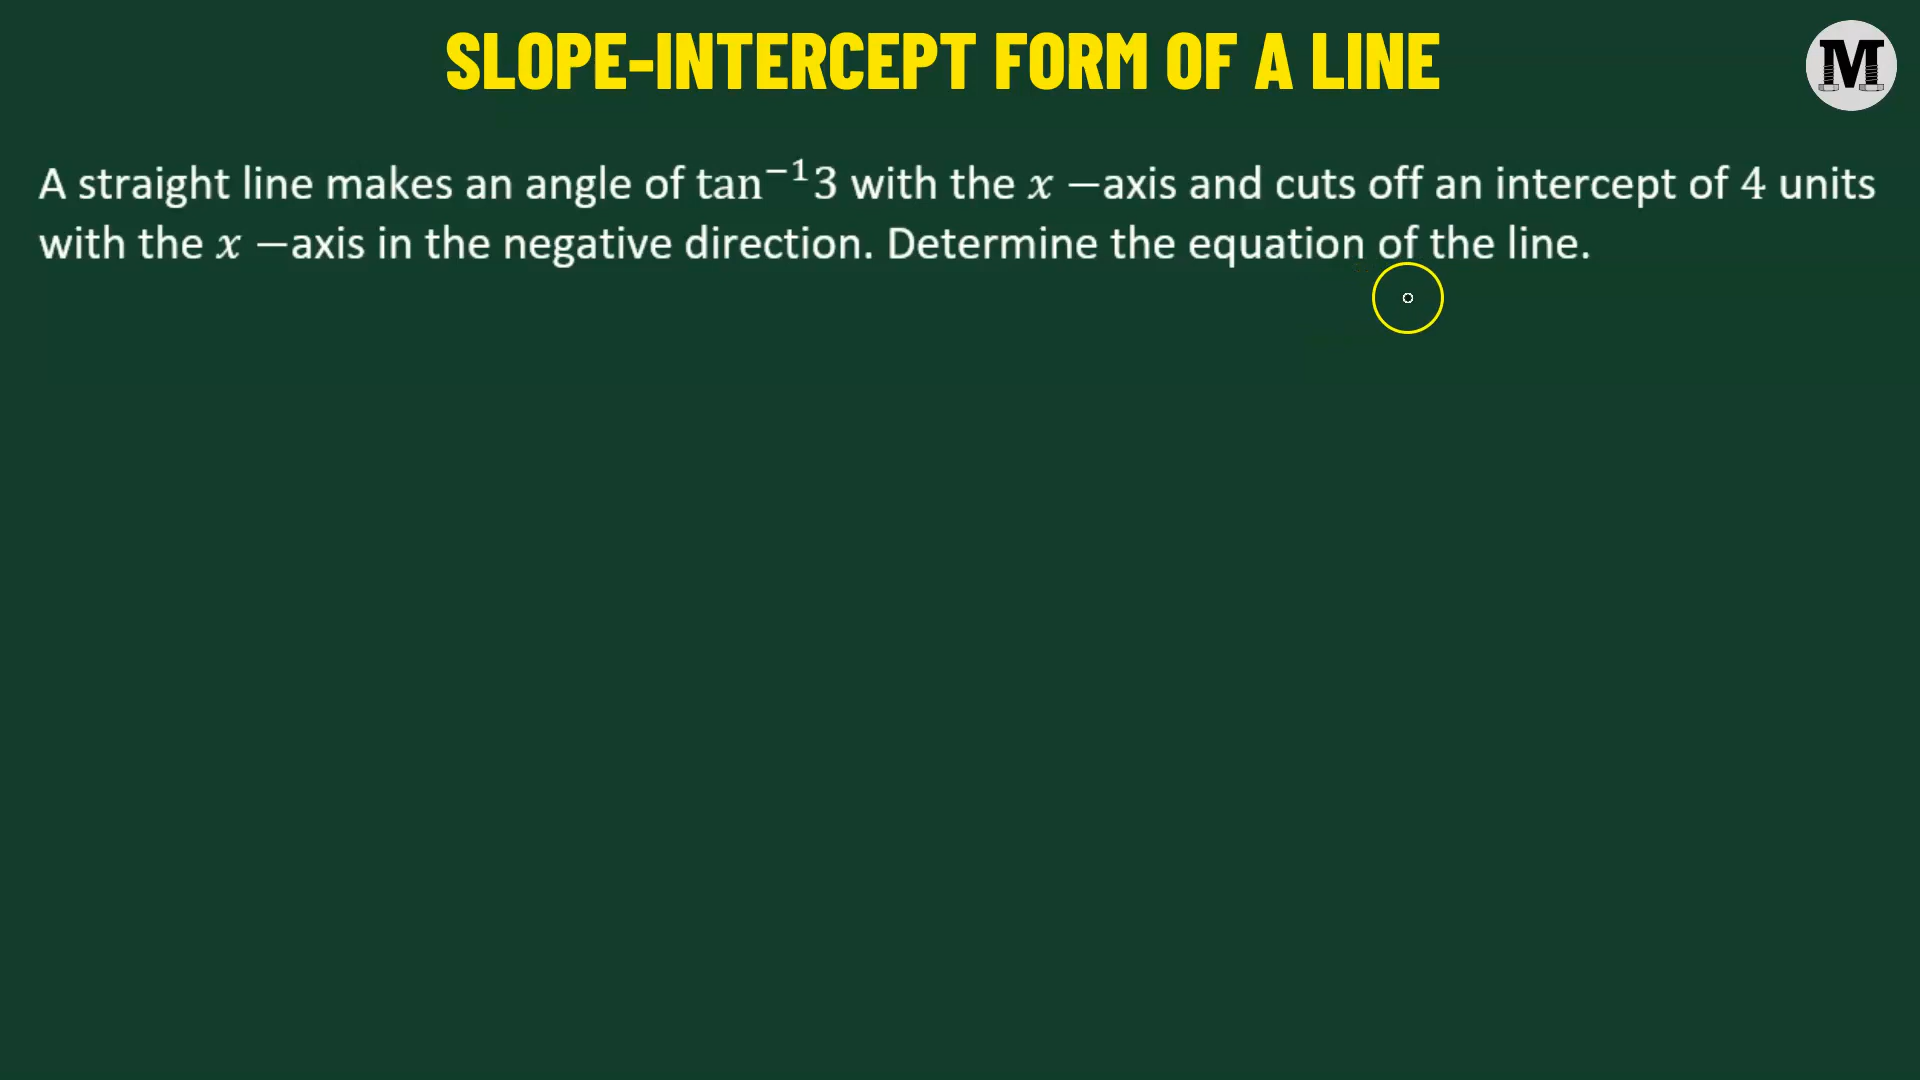 SLOPE-INTERCEPT FORM OF A LINE
M
A straight line makes an angle of tan⁻¹3 with the x −axis and cuts off an intercept of 4 units
with the x −axis in the negative direction. Determine the equation of the line.